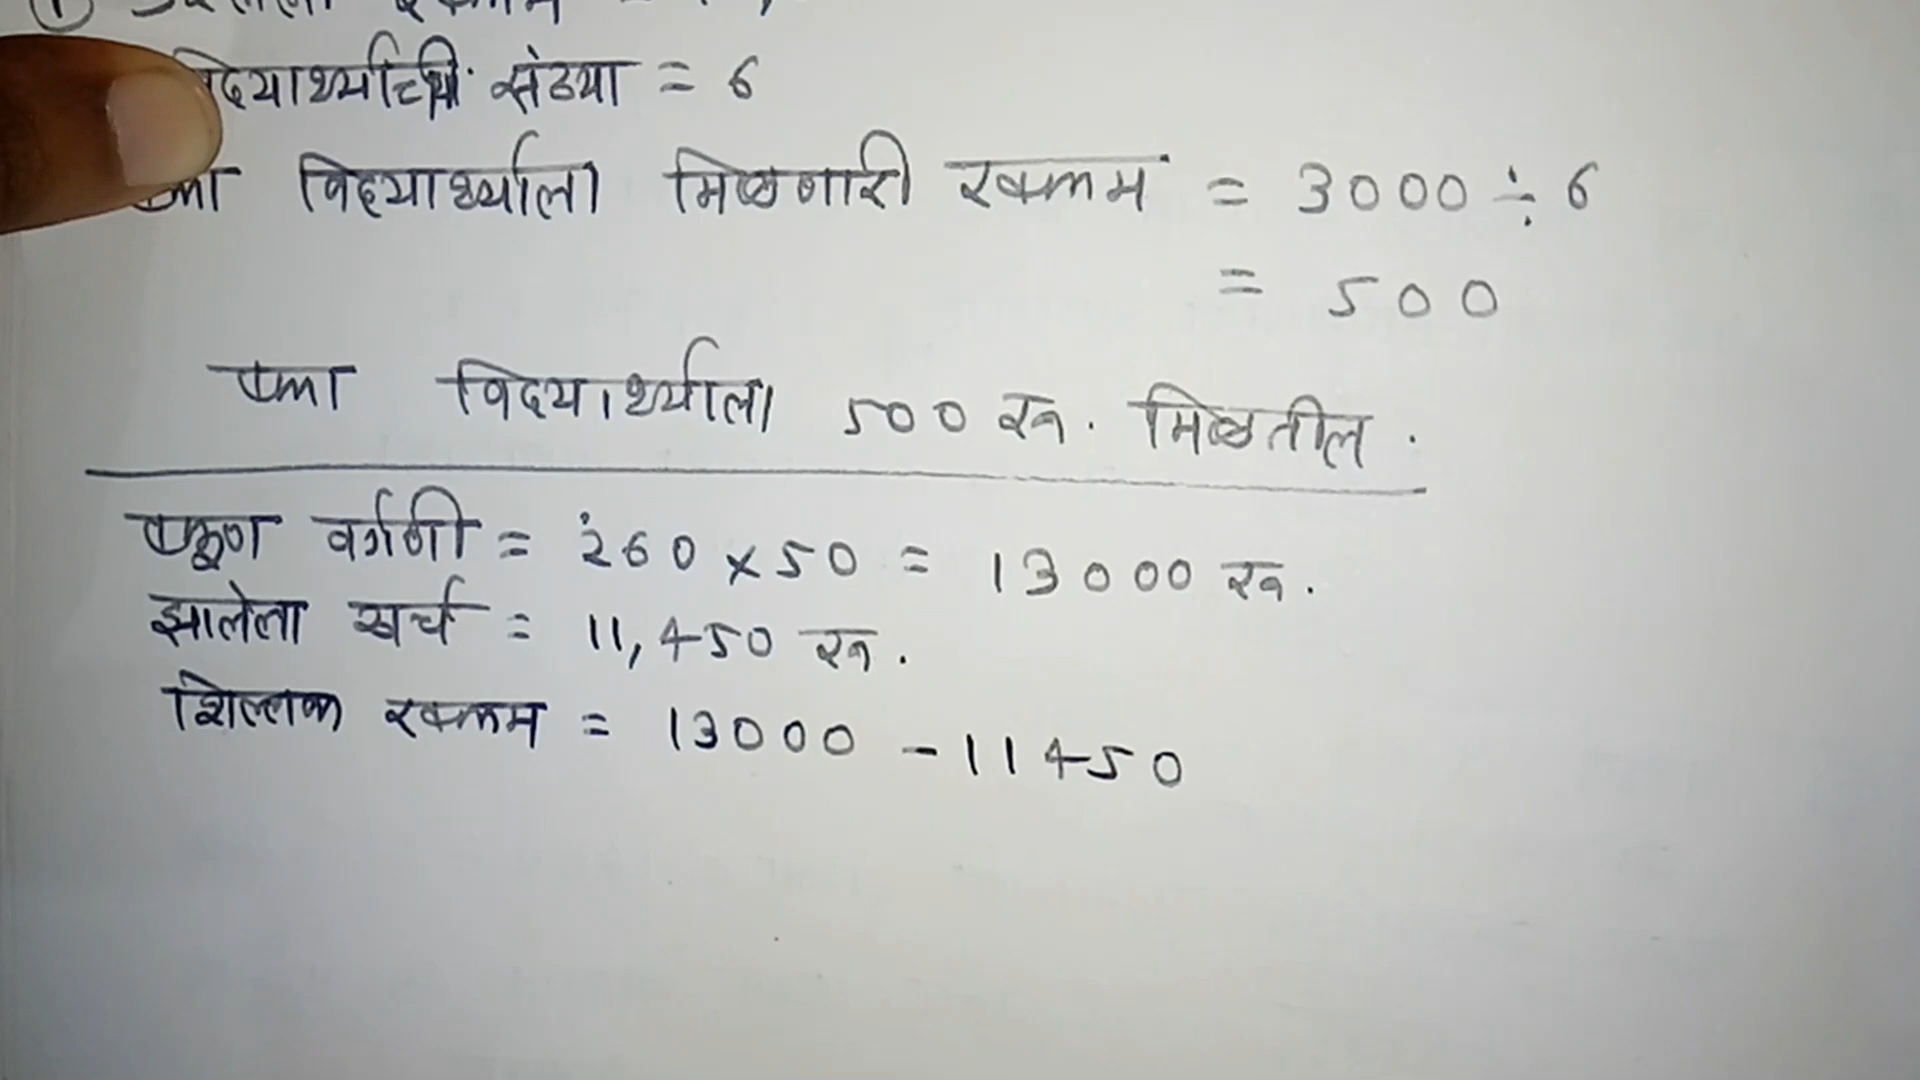 विद्यार्थ्यांची संख्या = 6
विद्यार्थ्याला मिळणारी रक्कम = 3000 ÷ 6
= 500
एका विद्यार्थ्याला 500 रु. मिळतील.
एकूण वर्गणी = 260 × 50 = 13000 रु.
झालेला खर्च = 11,450 रु.
शिल्लक रक्कम = 13000 - 11450